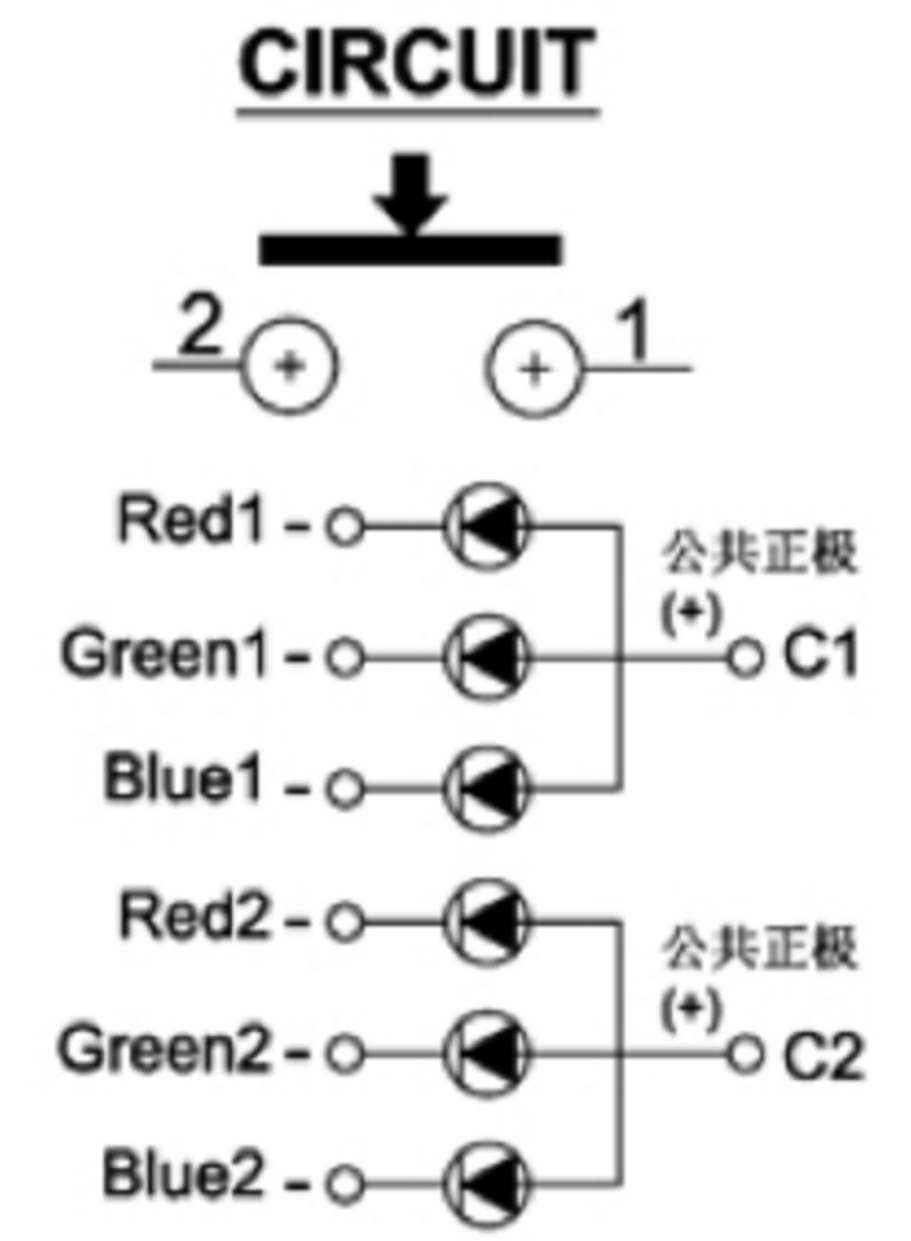 CIRCUIT
2 1
+ +
Red1 -
公共正极
(+)
Green1 - C1
Blue1 -
Red2 -
公共正极
(+)
Green2 - C2
Blue2 -